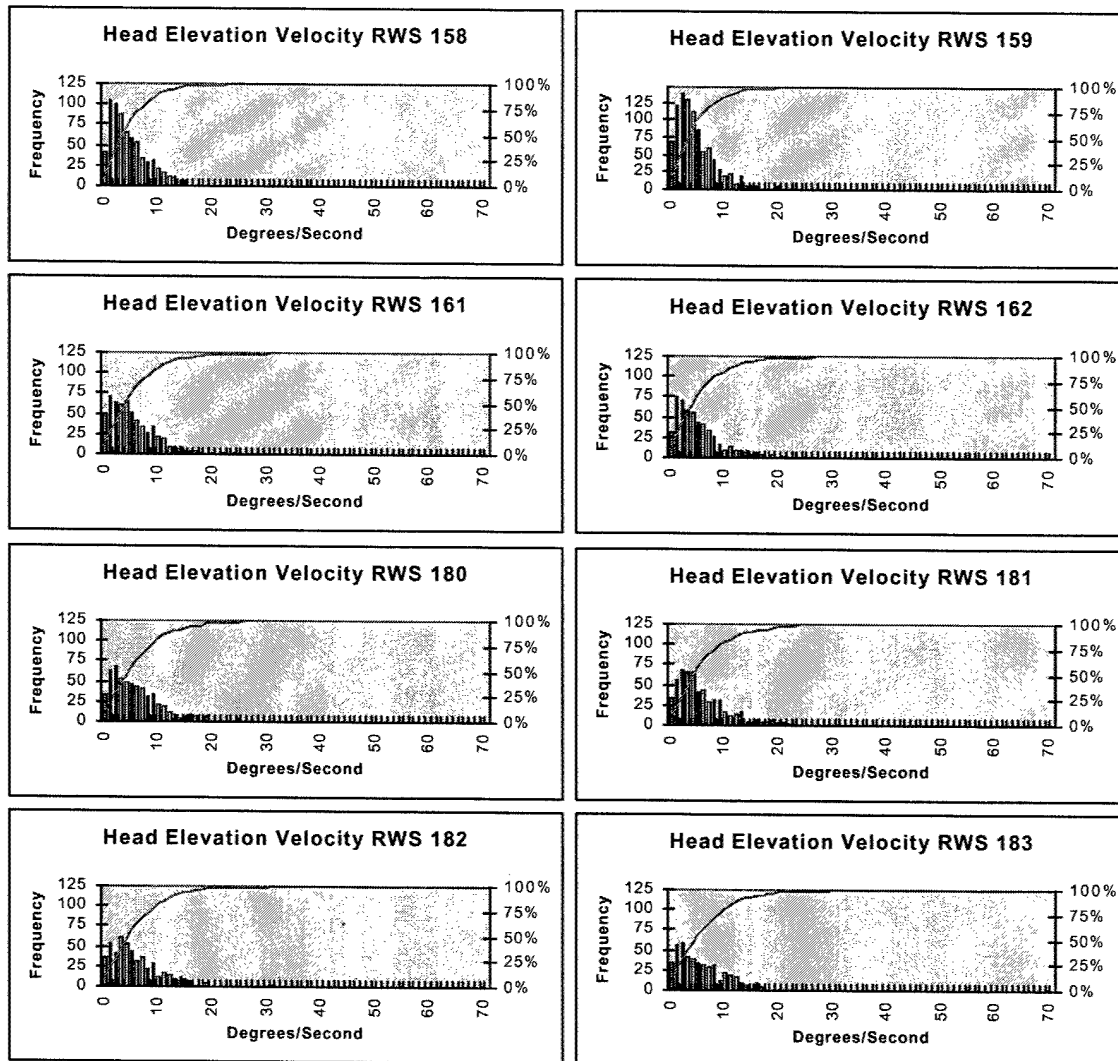 Head Elevation Velocity RWS 158
Frequency
125
100
75
50
25
0
100%
75%
50%
25%
0%
0 10 20 30 40 50 60 70
Degrees/Second
Head Elevation Velocity RWS 159
Frequency
125
100
75
50
25
0
100%
75%
50%
25%
0%
0 10 20 30 40 50 60 70
Degrees/Second
Head Elevation Velocity RWS 161
Frequency
125
100
75
50
25
0
100%
75%
50%
25%
0%
0 10 20 30 40 50 60 70
Degrees/Second
Head Elevation Velocity RWS 162
Frequency
125
100
75
50
25
0
100%
75%
50%
25%
0%
0 10 20 30 40 50 60 70
Degrees/Second
Head Elevation Velocity RWS 180
Frequency
125
100
75
50
25
0
100%
75%
50%
25%
0%
0 10 20 30 40 50 60 70
Degrees/Second
Head Elevation Velocity RWS 181
Frequency
125
100
75
50
25
0
100%
75%
50%
25%
0%
0 10 20 30 40 50 60 70
Degrees/Second
Head Elevation Velocity RWS 182
Frequency
125
100
75
50
25
0
100%
75%
50%
25%
0%
0 10 20 30 40 50 60 70
Degrees/Second
Head Elevation Velocity RWS 183
Frequency
125
100
75
50
25
0
100%
75%
50%
25%
0%
0 10 20 30 40 50 60 70
Degrees/Second